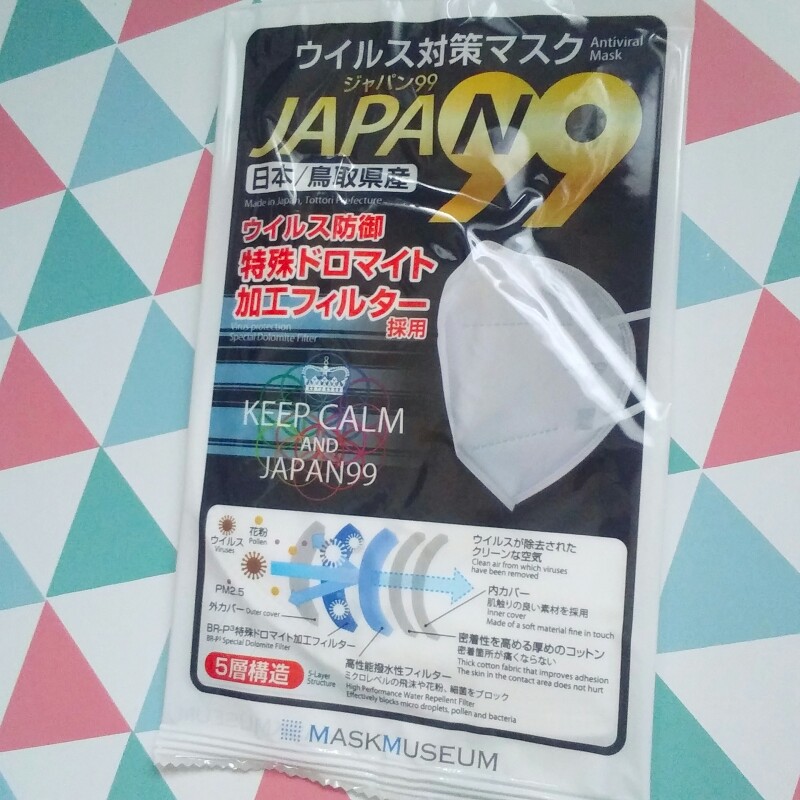 ウイルス対策マスク
Antiviral
Mask
ジャパン99
JAPAN99
日本/鳥取県産
Made in Japan, Tottori Prefecture
ウイルス防御
特殊ドロマイト
加工フィルター
採用
Virus protection
Special Dolomite Filter
KEEP CALM
AND
JAPAN99
ウイルス
Viruses
花粉
Pollen
PM2.5
外カバー Outer cover
BR-P³特殊ドロマイト加工フィルター
BR-P³ Special Dolomite Filter
5層構造
5-Layer
Structure
ウイルスが除去された
クリーンな空気
Clean air from which viruses
have been removed
内カバー
肌触りの良い素材を採用
Inner cover
Made of a soft material fine in touch
密着性を高める厚めのコットン
密着箇所が痛くならない
Thick cotton fabric that improves adhesion
The skin in the contact area does not hurt
高性能撥水性フィルター
ミクロレベルの飛沫や花粉、細菌をブロック
High Performance Water Repellent Filter
Effectively blocks micro droplets, pollen and bacteria
MASKMUSEUM